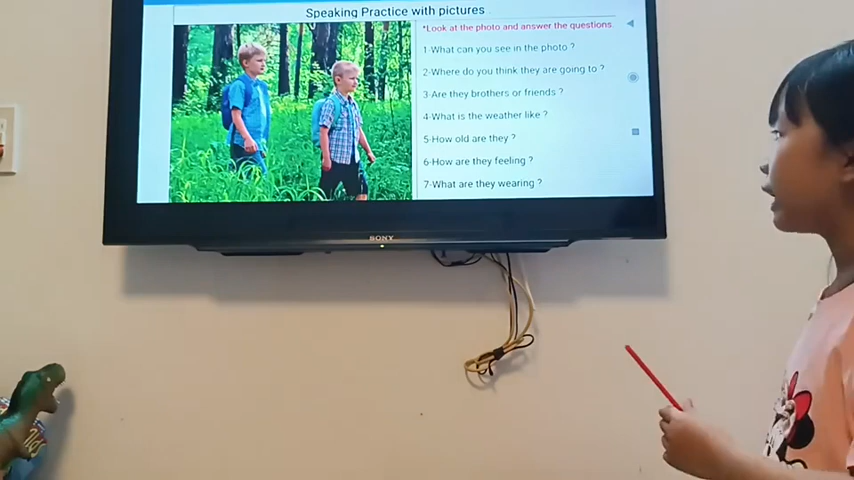 Speaking Practice with pictures
*Look at the photo and answer the questions.
1-What can you see in the photo ?
2-Where do you think they are going to ?
3-Are they brothers or friends ?
4-What is the weather like ?
5-How old are they ?
6-How are they feeling ?
7-What are they wearing ?
SONY